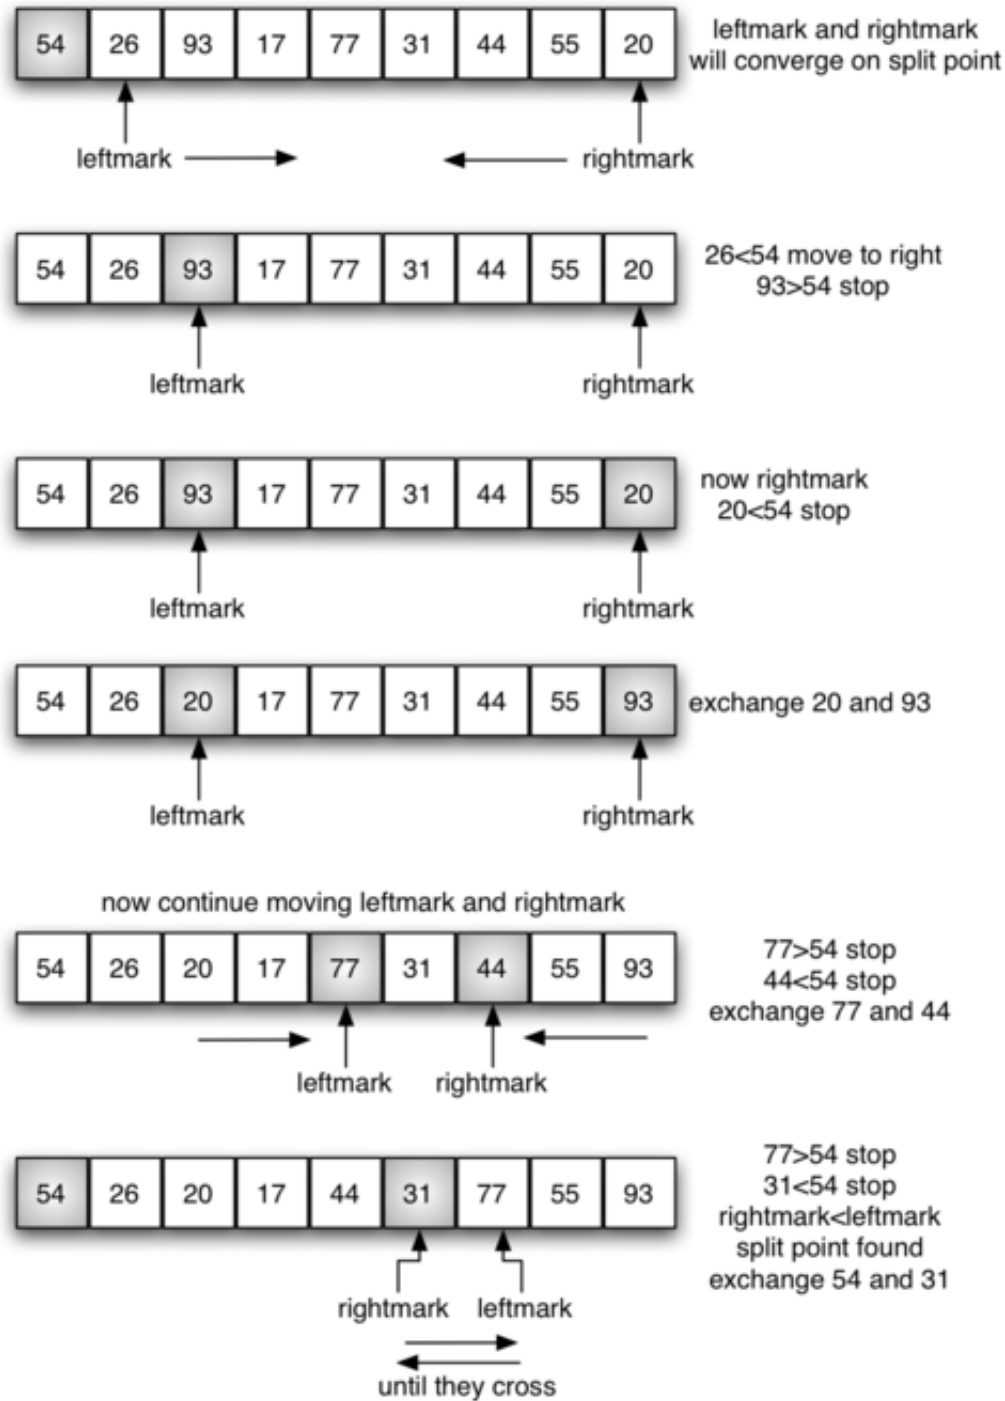 54 26 93 17 77 31 44 55 20
leftmark and rightmark
will converge on split point
leftmark rightmark
54 26 93 17 77 31 44 55 20
26<54 move to right
93>54 stop
leftmark rightmark
54 26 93 17 77 31 44 55 20
now rightmark
20<54 stop
leftmark rightmark
54 26 20 17 77 31 44 55 93
exchange 20 and 93
leftmark rightmark
now continue moving leftmark and rightmark
54 26 20 17 77 31 44 55 93
77>54 stop
44<54 stop
exchange 77 and 44
leftmark rightmark
54 26 20 17 44 31 77 55 93
77>54 stop
31<54 stop
rightmark<leftmark
split point found
exchange 54 and 31
rightmark leftmark
until they cross